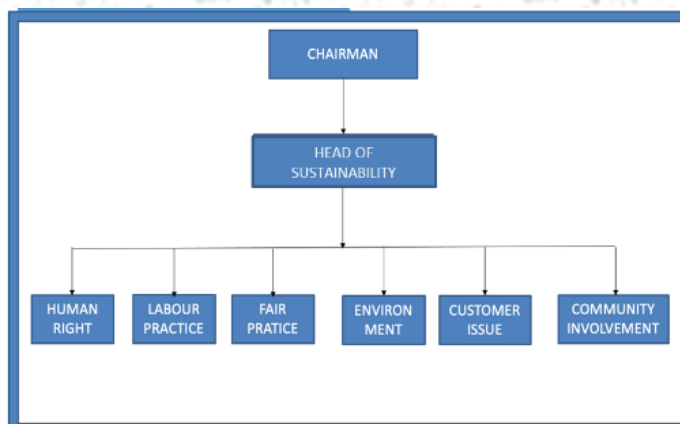 CHAIRMAN
HEAD OF
SUSTAINABILITY
HUMAN
RIGHT
LABOUR
PRACTICE
FAIR
PRATICE
ENVIRON
MENT
CUSTOMER
ISSUE
COMMUNITY
INVOLVEMENT